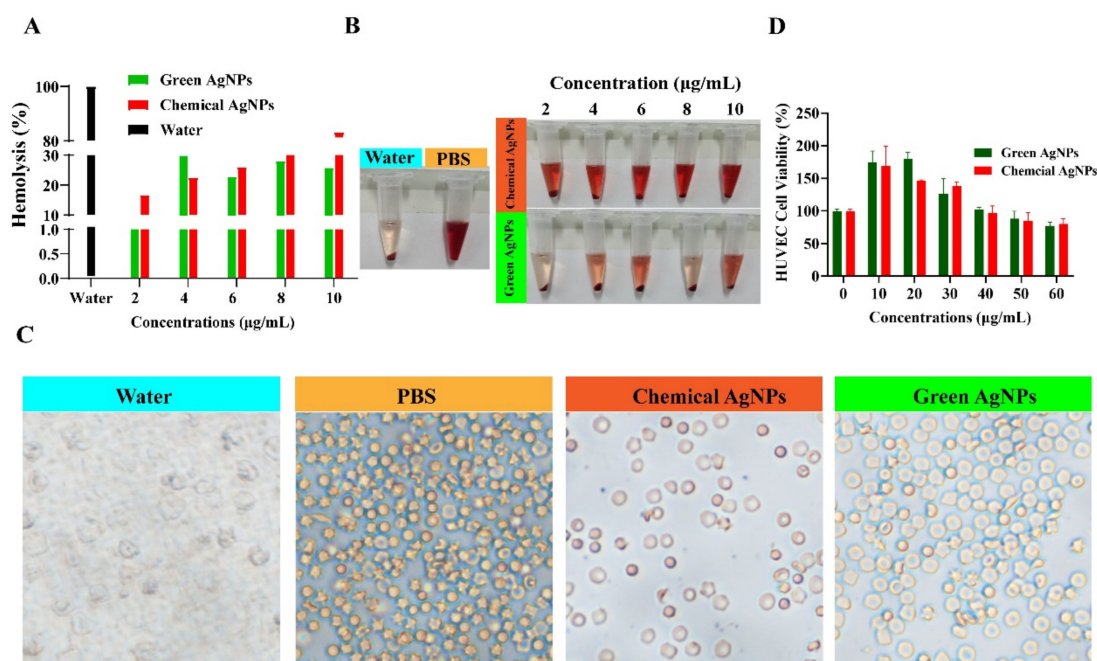 A
B
D
Green AgNPs
Chemical AgNPs
Water
Hemolysis (%)
100
80
30
20
10
1.0
0.5
0.0
Water 2 4 6 8 10
Concentrations (µg/mL)
Water PBS
Concentration (µg/mL)
2 4 6 8 10
Chemical AgNPs
Green AgNPs
HUVEC Cell Viability (%)
250
200
150
100
50
0
Green AgNPs
Chemcial AgNPs
0 10 20 30 40 50 60
Concentrations (µg/mL)
C
Water PBS Chemical AgNPs Green AgNPs